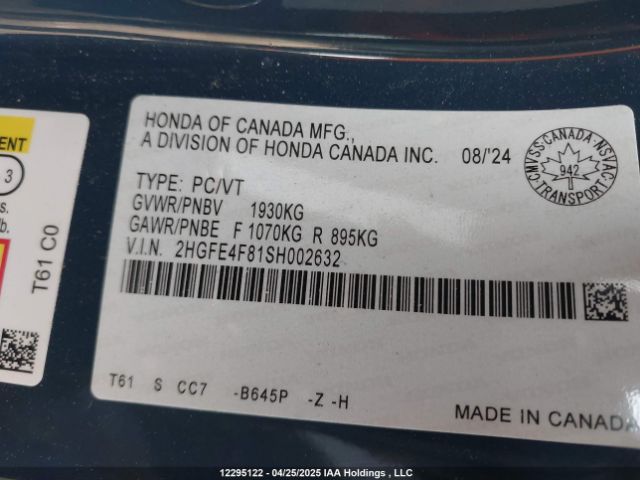 HONDA OF CANADA MFG.,
A DIVISION OF HONDA CANADA INC. 08/'24
TYPE: PC/VT
GVWR/PNBV 1930KG
GAWR/PNBE F 1070KG R 895KG
V.I.N. 2HGFE4F81SH002632
T61 S CC7 -B645P -Z -H
MADE IN CANADA
CMVSS CANADA NSVAC
942
TRANSPORT
ENT
3
s.
b.
T61 C0
12295122 - 04/25/2025 IAA Holdings , LLC